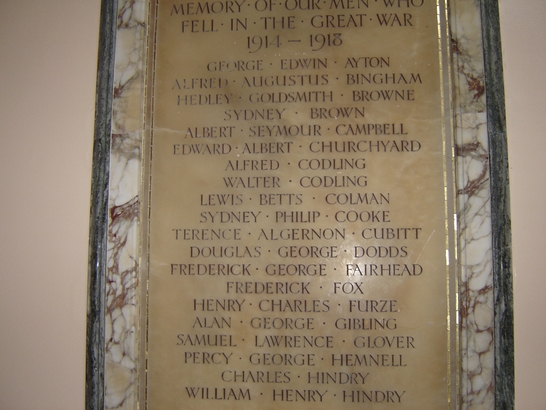 MEMORY · OF · OUR · MEN · WHO
FELL · IN · THE · GREAT · WAR
1914 — 1918
GEORGE · EDWIN · AYTON
ALFRED · AUGUSTUS · BINGHAM
HEDLEY · GOLDSMITH · BROWNE
SYDNEY · BROWN
ALBERT · SEYMOUR · CAMPBELL
EDWARD · ALBERT · CHURCHYARD
ALFRED · CODLING
WALTER · CODLING
LEWIS · BETTS · COLMAN
SYDNEY · PHILIP · COOKE
TERENCE · ALGERNON · CUBITT
DOUGLAS · GEORGE · DODDS
FREDERICK · GEORGE · FAIRHEAD
FREDERICK · FOX
HENRY · CHARLES · FURZE
ALAN · GEORGE · GIBLING
SAMUEL · LAWRENCE · GLOVER
PERCY · GEORGE · HEMNELL
CHARLES · HINDRY
WILLIAM · HENRY · HINDRY